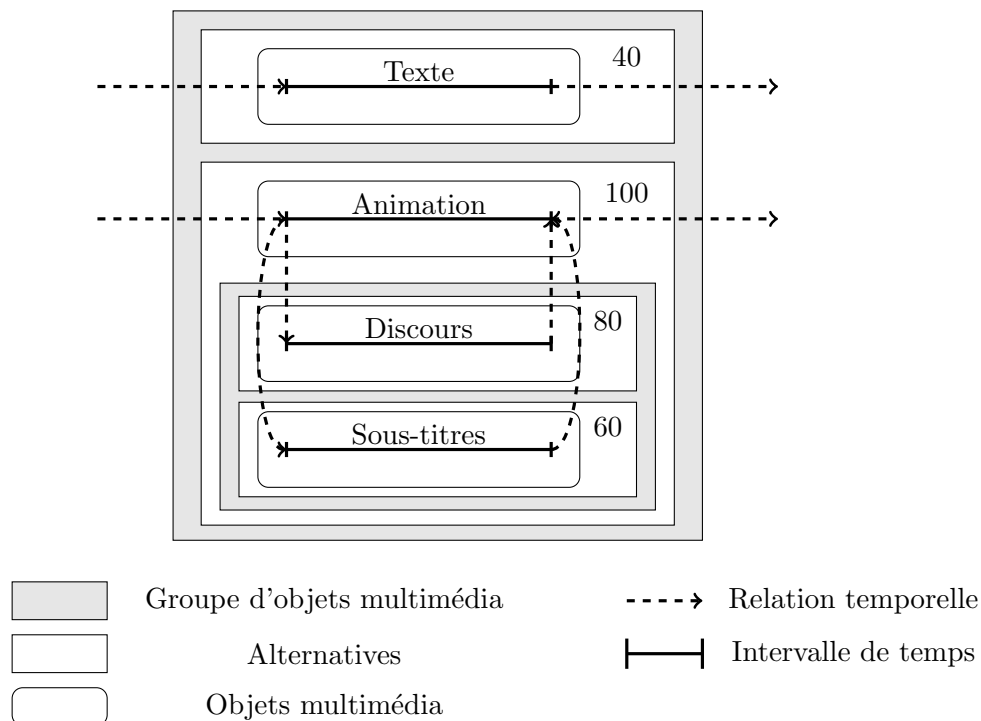 Texte
40
Animation
100
Discours
80
Sous-titres
60
Groupe d'objets multimédia
Relation temporelle
Alternatives
Intervalle de temps
Objets multimédia